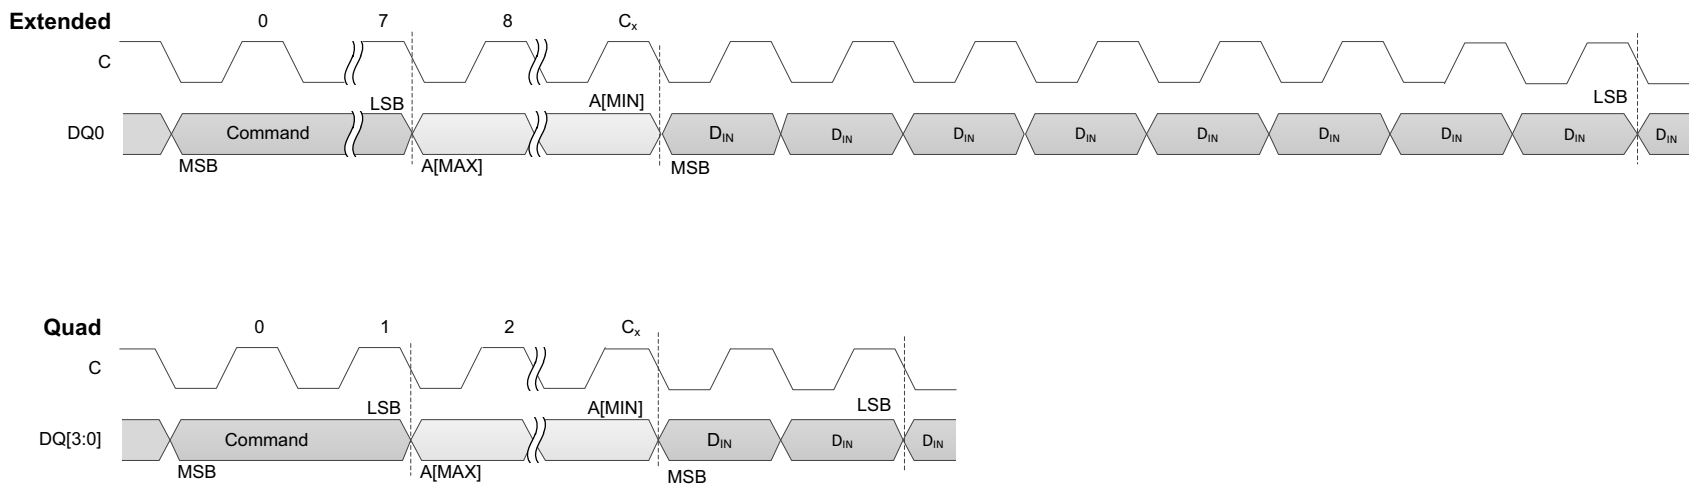 Extended 0 7 8 Cx
C
LSB A[MIN] LSB
DQ0 Command DIN DIN DIN DIN DIN DIN DIN DIN DIN
MSB A[MAX] MSB
Quad 0 1 2 Cx
C
LSB A[MIN] LSB
DQ[3:0] Command DIN DIN DIN
MSB A[MAX] MSB